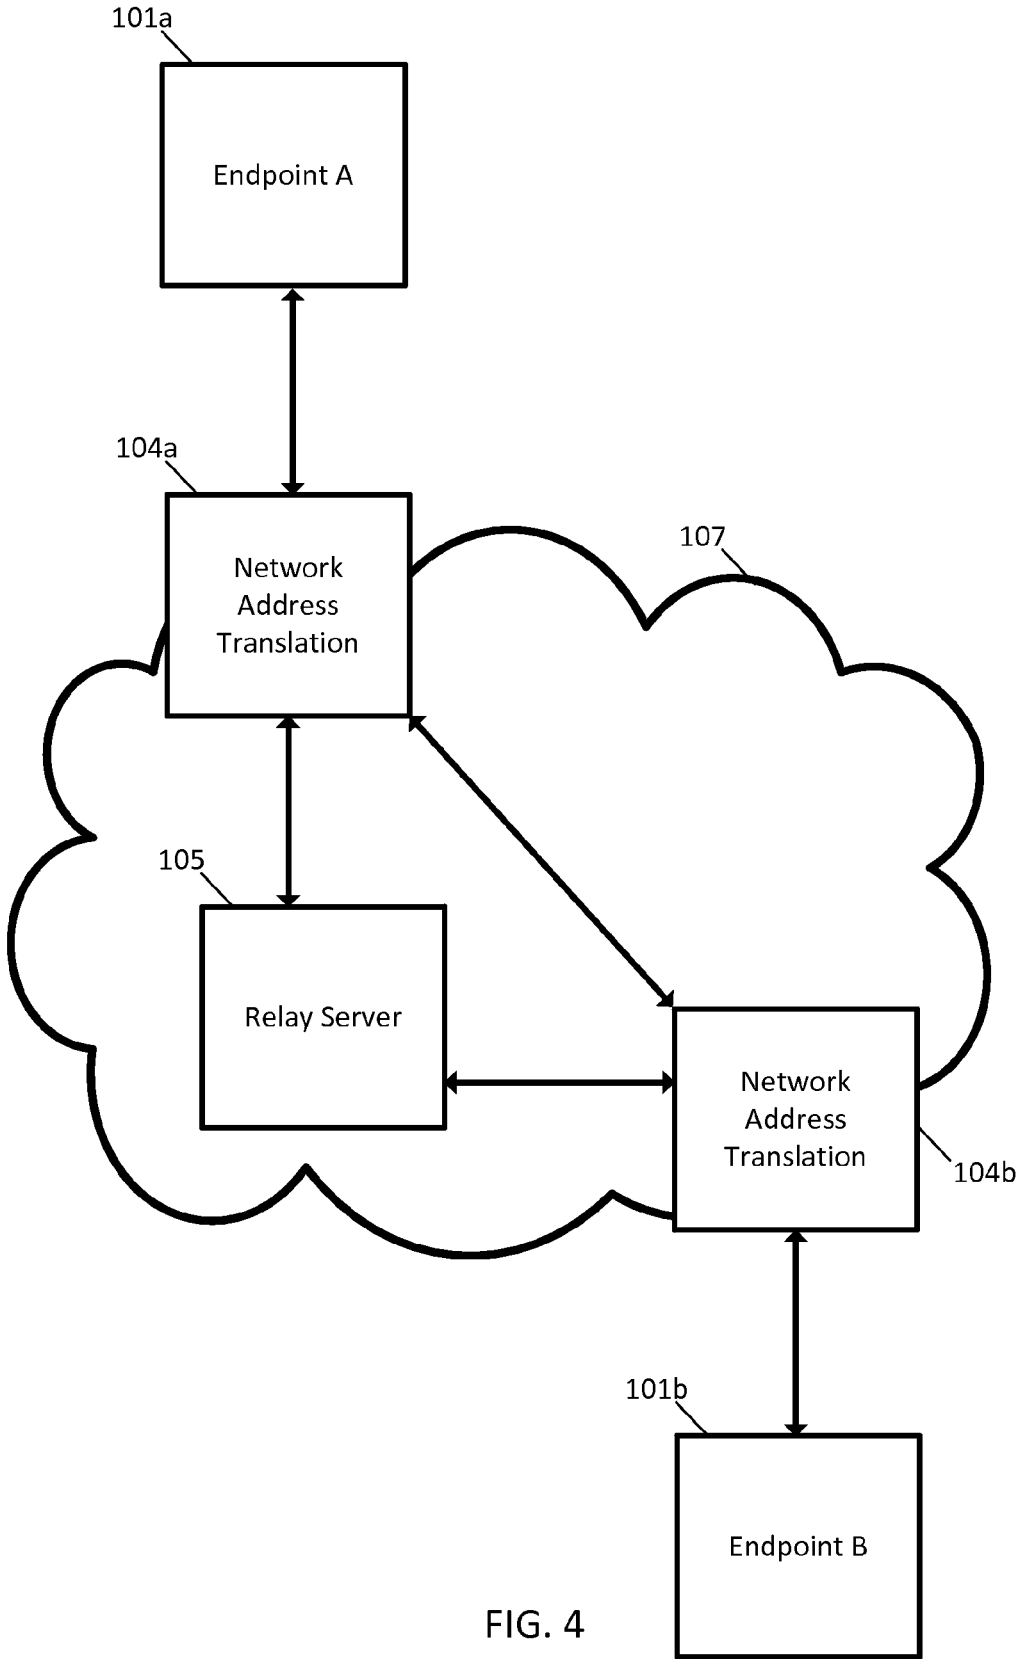 101a
Endpoint A
104a
Network
Address
Translation
107
105
Relay Server
Network
Address
Translation
104b
101b
Endpoint B
FIG. 4